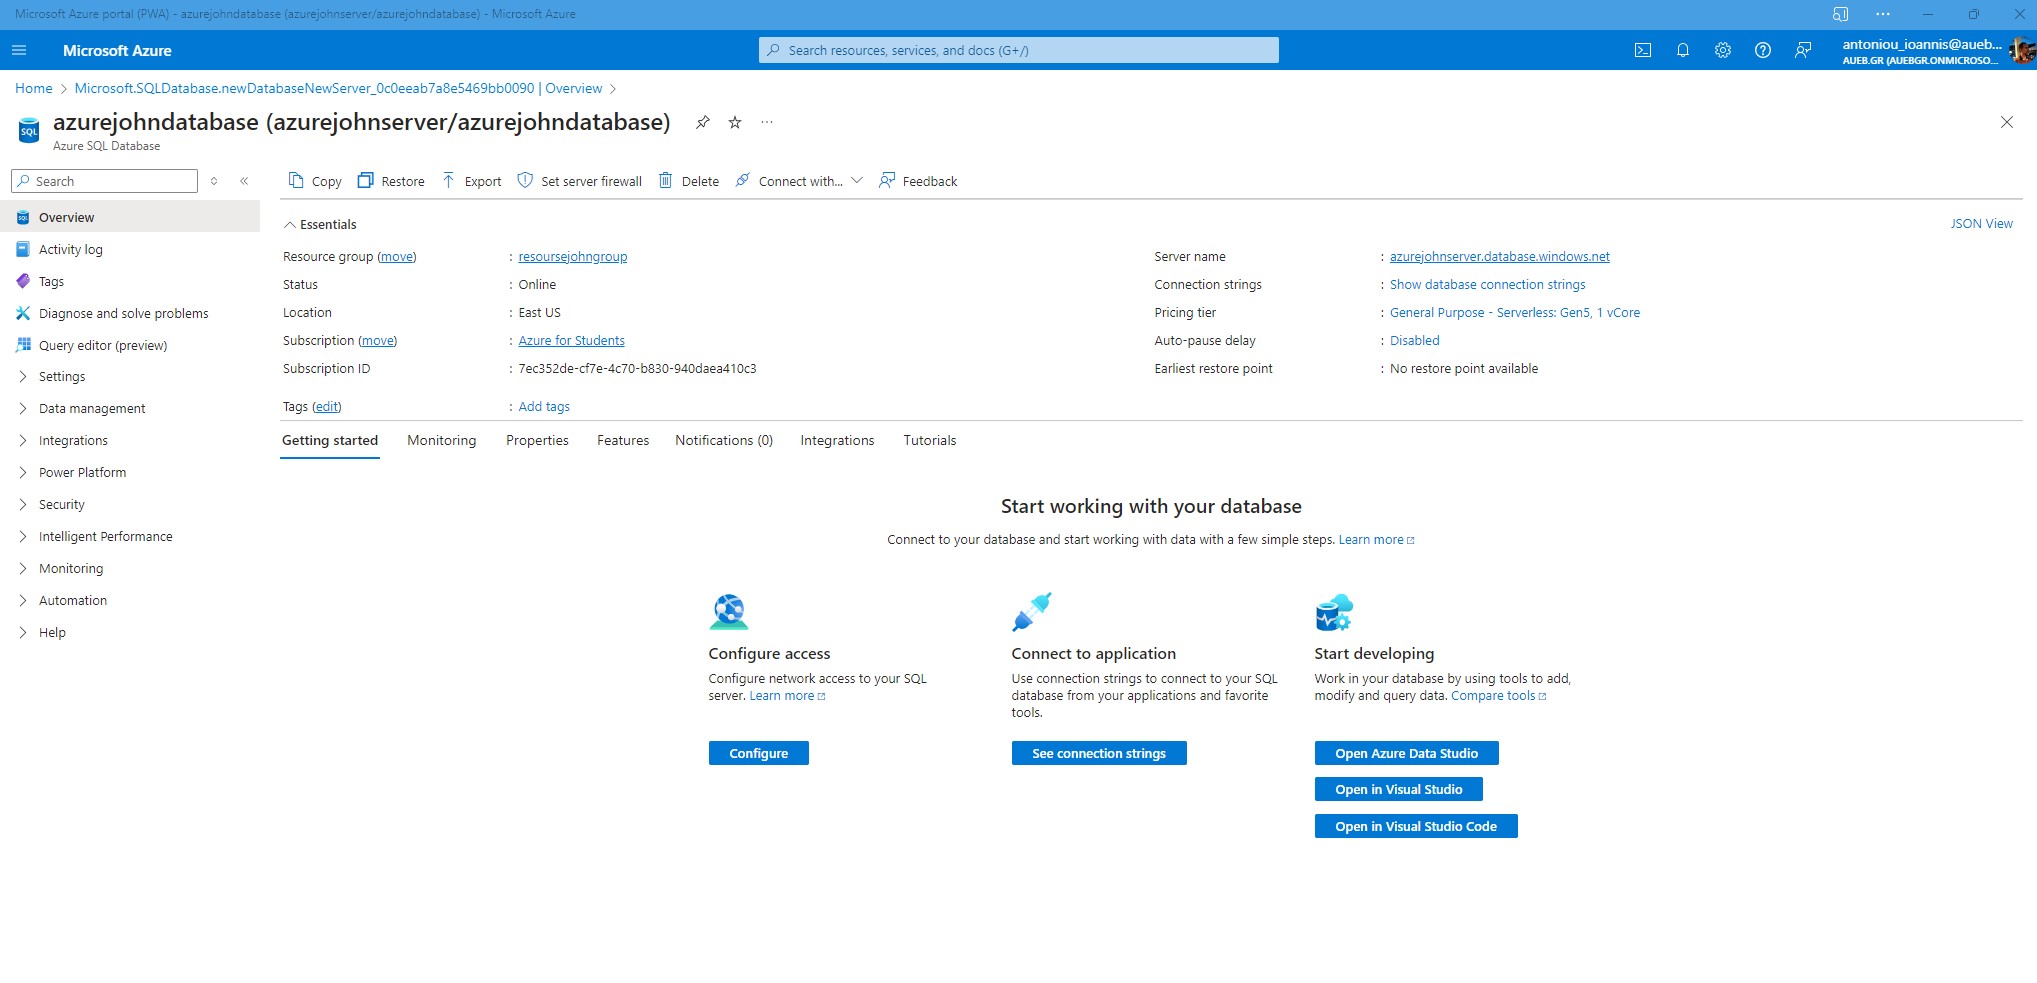 Microsoft Azure portal (PWA) - azurejohndatabase (azurejohnserver/azurejohndatabase) - Microsoft Azure
Microsoft Azure
Search resources, services, and docs (G+/)
antoniou_ioannis@aueb...
AUEB.GR (AUEBGR.ONMICROSO...
Home > Microsoft.SQLDatabase.newDatabaseNewServer_0c0eeab7a8e5469bb0090 | Overview >
SQL
azurejohndatabase (azurejohnserver/azurejohndatabase)
Azure SQL Database
Search
Copy Restore Export Set server firewall Delete Connect with... Feedback
Overview
Activity log
Tags
Diagnose and solve problems
Query editor (preview)
Settings
Data management
Integrations
Power Platform
Security
Intelligent Performance
Monitoring
Automation
Help
Essentials
JSON View
Resource group (move) : resoursejohngroup
Status : Online
Location : East US
Subscription (move) : Azure for Students
Subscription ID : 7ec352de-cf7e-4c70-b830-940daea410c3
Tags (edit) : Add tags
Server name : azurejohnserver.database.windows.net
Connection strings : Show database connection strings
Pricing tier : General Purpose - Serverless: Gen5, 1 vCore
Auto-pause delay : Disabled
Earliest restore point : No restore point available
Getting started Monitoring Properties Features Notifications (0) Integrations Tutorials
Start working with your database
Connect to your database and start working with data with a few simple steps. Learn more
Configure access
Configure network access to your SQL
server. Learn more
Configure
Connect to application
Use connection strings to connect to your SQL
database from your applications and favorite
tools.
See connection strings
Start developing
Work in your database by using tools to add,
modify and query data. Compare tools
Open Azure Data Studio
Open in Visual Studio
Open in Visual Studio Code